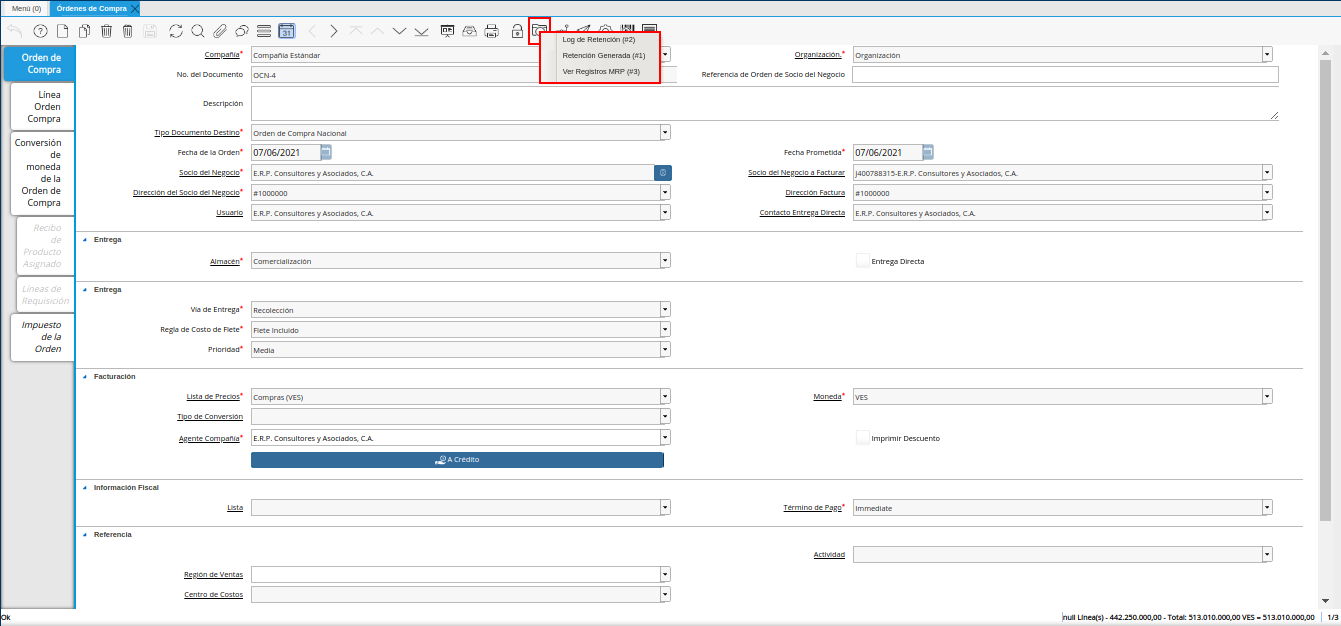 Menú (0)
Órdenes de Compra
31
Log de Retención (#2)
Retención Generada (#1)
Ver Registros MRP (#3)
Orden de
Compra
Línea
Orden
Compra
Conversión
de
moneda
de la
Orden de
Compra
Recibo
de
Producto
Asignado
Líneas de
Requisición
Impuesto
de la
Orden
Compañía* Compañía Estándar
Organización.* Organización
No. del Documento OCN-4
Referencia de Orden de Socio del Negocio
Descripción
Tipo Documento Destino* Orden de Compra Nacional
Fecha de la Orden* 07/06/2021
Fecha Prometida* 07/06/2021
Socio del Negocio* E.R.P. Consultores y Asociados, C.A.
Socio del Negocio a Facturar J400788315-E.R.P. Consultores y Asociados, C.A.
Dirección del Socio del Negocio* #1000000
Dirección Factura #1000000
Usuario E.R.P. Consultores y Asociados, C.A.
Contacto Entrega Directa E.R.P. Consultores y Asociados, C.A.
Entrega
Almacén* Comercialización
Entrega Directa
Entrega
Vía de Entrega* Recolección
Regla de Costo de Flete* Flete Incluido
Prioridad* Media
Facturación
Lista de Precios* Compras (VES)
Moneda* VES
Tipo de Conversión
Agente Compañía* E.R.P. Consultores y Asociados, C.A.
Imprimir Descuento
A Crédito
Información Fiscal
Lista
Término de Pago* Immediate
Referencia
Actividad
Región de Ventas
Centro de Costos
Ok
null Línea(s) - 442.250.000,00 - Total: 513.010.000,00 VES = 513.010.000,00
1/3